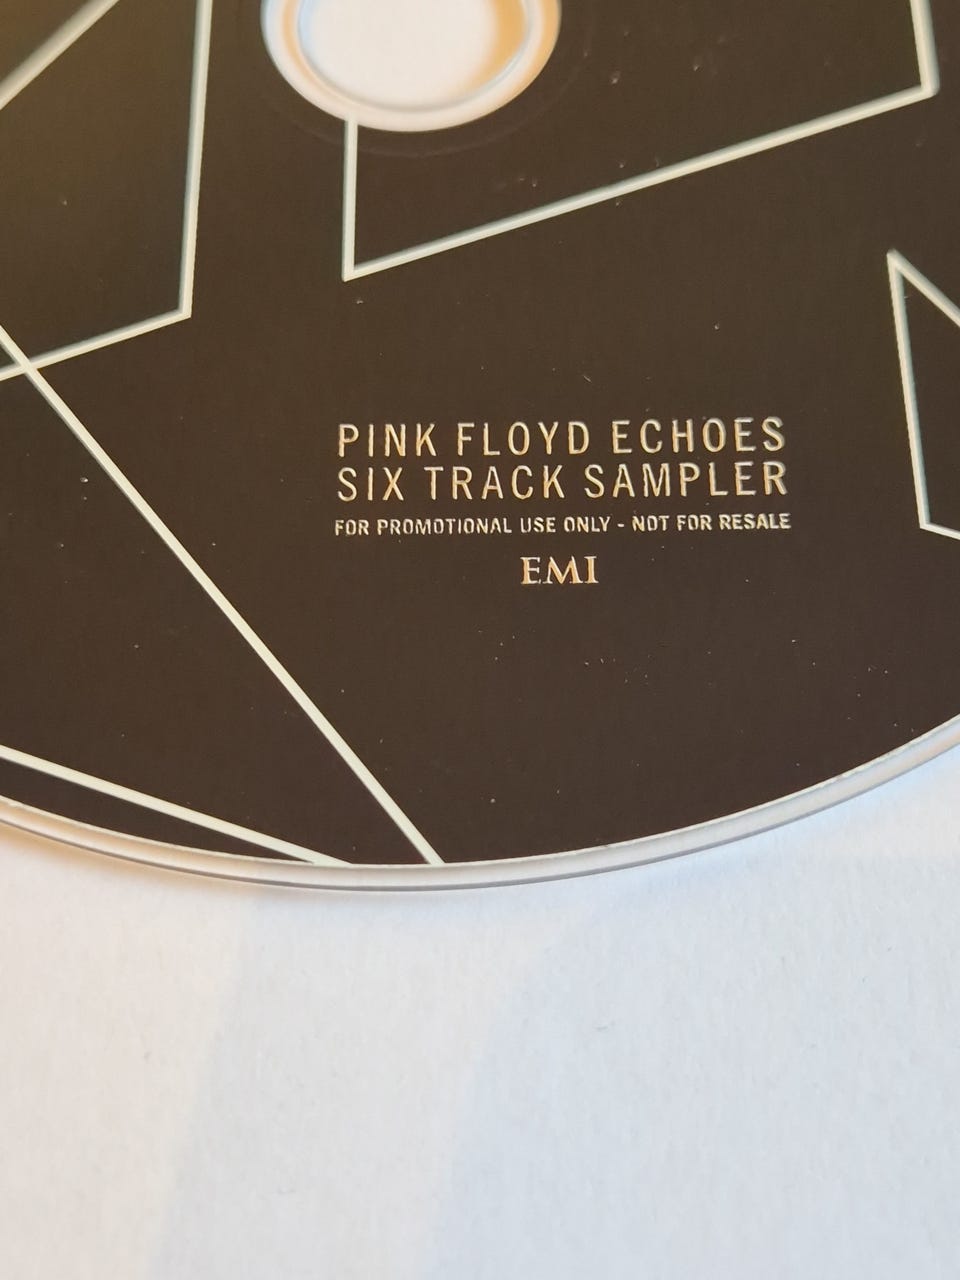 PINK FLOYD ECHOES
SIX TRACK SAMPLER
FOR PROMOTIONAL USE ONLY - NOT FOR RESALE
EMI